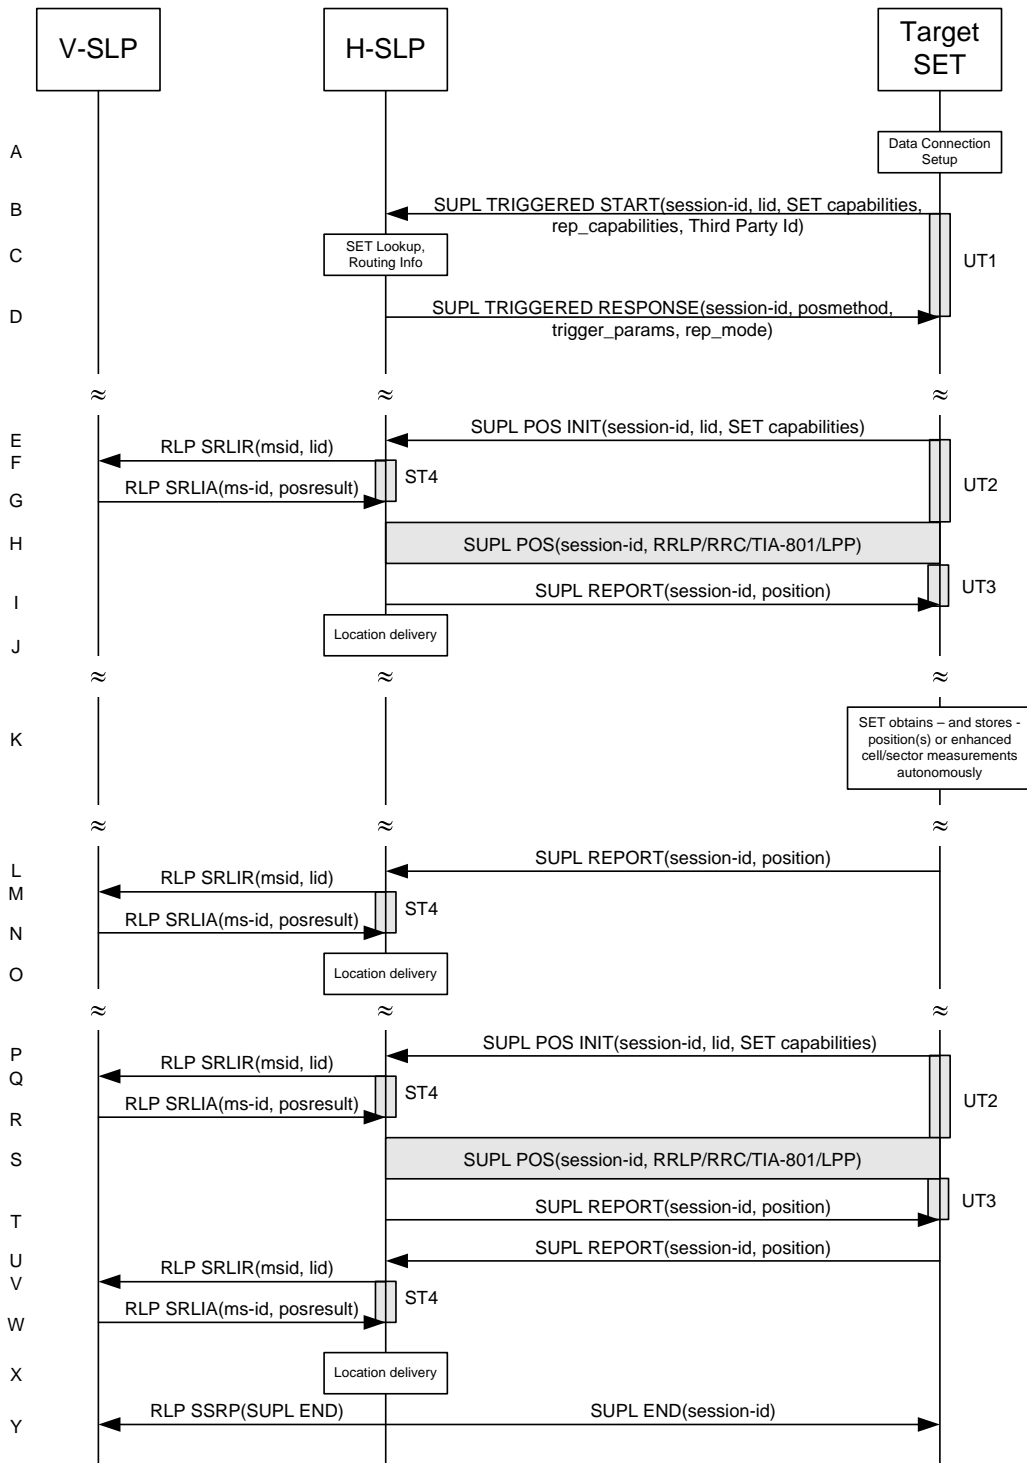 V-SLP
H-SLP
Target
SET
A
Data Connection
Setup
B
SUPL TRIGGERED START(session-id, lid, SET capabilities,
rep_capabilities, Third Party Id)
C
SET Lookup,
Routing Info
UT1
D
SUPL TRIGGERED RESPONSE(session-id, posmethod,
trigger_params, rep_mode)
≈ ≈ ≈
E
SUPL POS INIT(session-id, lid, SET capabilities)
F
RLP SRLIR(msid, lid)
ST4
UT2
G
RLP SRLIA(ms-id, posresult)
H
SUPL POS(session-id, RRLP/RRC/TIA-801/LPP)
I
SUPL REPORT(session-id, position)
UT3
J
Location delivery
≈ ≈ ≈
K
SET obtains – and stores -
position(s) or enhanced
cell/sector measurements
autonomously
≈ ≈ ≈
L
SUPL REPORT(session-id, position)
M
RLP SRLIR(msid, lid)
ST4
N
RLP SRLIA(ms-id, posresult)
O
Location delivery
≈ ≈ ≈
P
SUPL POS INIT(session-id, lid, SET capabilities)
Q
RLP SRLIR(msid, lid)
ST4
UT2
R
RLP SRLIA(ms-id, posresult)
S
SUPL POS(session-id, RRLP/RRC/TIA-801/LPP)
T
SUPL REPORT(session-id, position)
UT3
U
SUPL REPORT(session-id, position)
V
RLP SRLIR(msid, lid)
ST4
W
RLP SRLIA(ms-id, posresult)
X
Location delivery
Y
RLP SSRP(SUPL END)
SUPL END(session-id)